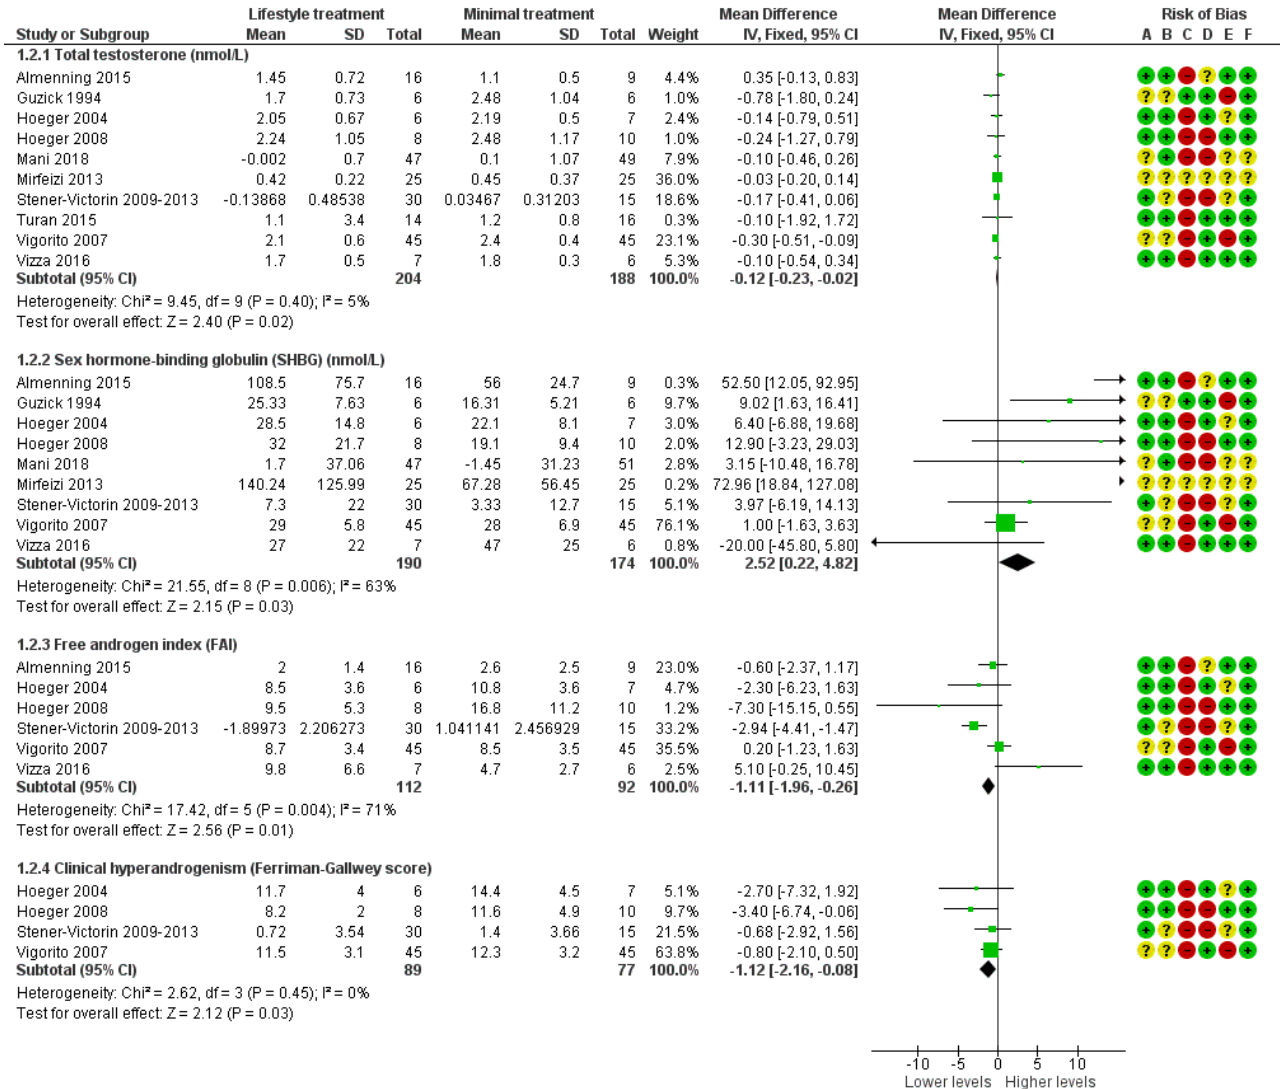 Lifestyle treatment Minimal treatment Mean Difference Mean Difference Risk of Bias
Study or Subgroup Mean SD Total Mean SD Total Weight IV, Fixed, 95% CI IV, Fixed, 95% CI A B C D E F
1.2.1 Total testosterone (nmol/L)
Almenning 2015 1.45 0.72 16 1.1 0.5 9 4.4% 0.35 [-0.13, 0.83] + + - ? + +
Guzick 1994 1.7 0.73 6 2.48 1.04 6 1.0% -0.78 [-1.80, 0.24] ? ? + + - +
Hoeger 2004 2.05 0.67 6 2.19 0.5 7 2.4% -0.14 [-0.79, 0.51] + + - + ? +
Hoeger 2008 2.24 1.05 8 2.48 1.17 10 1.0% -0.24 [-1.27, 0.79] + + - - + +
Mani 2018 -0.002 0.7 47 0.1 1.07 49 7.9% -0.10 [-0.46, 0.26] ? + - - ? ?
Mirfeizi 2013 0.42 0.22 25 0.45 0.37 25 36.0% -0.03 [-0.20, 0.14] ? ? ? ? ? ?
Stener-Victorin 2009-2013 -0.13868 0.48538 30 0.03467 0.31203 15 18.6% -0.17 [-0.41, 0.06] + ? - - ? +
Turan 2015 1.1 3.4 14 1.2 0.8 16 0.3% -0.10 [-1.92, 1.72] + + - + + +
Vigorito 2007 2.1 0.6 45 2.4 0.4 45 23.1% -0.30 [-0.51, -0.09] ? ? - + - +
Vizza 2016 1.7 0.5 7 1.8 0.3 6 5.3% -0.10 [-0.54, 0.34] + + - + + +
Subtotal (95% CI) 204 188 100.0% -0.12 [-0.23, -0.02]
Heterogeneity: Chi² = 9.45, df = 9 (P = 0.40); I² = 5%
Test for overall effect: Z = 2.40 (P = 0.02)
1.2.2 Sex hormone-binding globulin (SHBG) (nmol/L)
Almenning 2015 108.5 75.7 16 56 24.7 9 0.3% 52.50 [12.05, 92.95] + + - ? + +
Guzick 1994 25.33 7.63 6 16.31 5.21 6 9.7% 9.02 [1.63, 16.41] ? ? + + - +
Hoeger 2004 28.5 14.8 6 22.1 8.1 7 3.0% 6.40 [-6.88, 19.68] + + - + ? +
Hoeger 2008 32 21.7 8 19.1 9.4 10 2.0% 12.90 [-3.23, 29.03] + + - - + +
Mani 2018 1.7 37.06 47 -1.45 31.23 51 2.8% 3.15 [-10.48, 16.78] ? + - - ? ?
Mirfeizi 2013 140.24 125.99 25 67.28 56.45 25 0.2% 72.96 [18.84, 127.08] ? ? ? ? ? ?
Stener-Victorin 2009-2013 7.3 22 30 3.33 12.7 15 5.1% 3.97 [-6.19, 14.13] + ? - - ? +
Vigorito 2007 29 5.8 45 28 6.9 45 76.1% 1.00 [-1.63, 3.63] ? ? - + - +
Vizza 2016 27 22 7 47 25 6 0.8% -20.00 [-45.80, 5.80] + + - + + +
Subtotal (95% CI) 190 174 100.0% 2.52 [0.22, 4.82]
Heterogeneity: Chi² = 21.55, df = 8 (P = 0.006); I² = 63%
Test for overall effect: Z = 2.15 (P = 0.03)
1.2.3 Free androgen index (FAI)
Almenning 2015 2 1.4 16 2.6 2.5 9 23.0% -0.60 [-2.37, 1.17] + + - ? + +
Hoeger 2004 8.5 3.6 6 10.8 3.6 7 4.7% -2.30 [-6.23, 1.63] + + - + ? +
Hoeger 2008 9.5 5.3 8 16.8 11.2 10 1.2% -7.30 [-15.15, 0.55] + + - - + +
Stener-Victorin 2009-2013 -1.89973 2.206273 30 1.041141 2.456929 15 33.2% -2.94 [-4.41, -1.47] + ? - - ? +
Vigorito 2007 8.7 3.4 45 8.5 3.5 45 35.5% 0.20 [-1.23, 1.63] ? ? - + - +
Vizza 2016 9.8 6.6 7 4.7 2.7 6 2.5% 5.10 [-0.25, 10.45] + + - + + +
Subtotal (95% CI) 112 92 100.0% -1.11 [-1.96, -0.26]
Heterogeneity: Chi² = 17.42, df = 5 (P = 0.004); I² = 71%
Test for overall effect: Z = 2.56 (P = 0.01)
1.2.4 Clinical hyperandrogenism (Ferriman-Gallwey score)
Hoeger 2004 11.7 4 6 14.4 4.5 7 5.1% -2.70 [-7.32, 1.92] + + - + ? +
Hoeger 2008 8.2 2 8 11.6 4.9 10 9.7% -3.40 [-6.74, -0.06] + + - - + +
Stener-Victorin 2009-2013 0.72 3.54 30 1.4 3.66 15 21.5% -0.68 [-2.92, 1.56] + ? - - ? +
Vigorito 2007 11.5 3.1 45 12.3 3.2 45 63.8% -0.80 [-2.10, 0.50] ? ? - + - +
Subtotal (95% CI) 89 77 100.0% -1.12 [-2.16, -0.08]
Heterogeneity: Chi² = 2.62, df = 3 (P = 0.45); I² = 0%
Test for overall effect: Z = 2.12 (P = 0.03)
-10 -5 0 5 10
Lower levels Higher levels